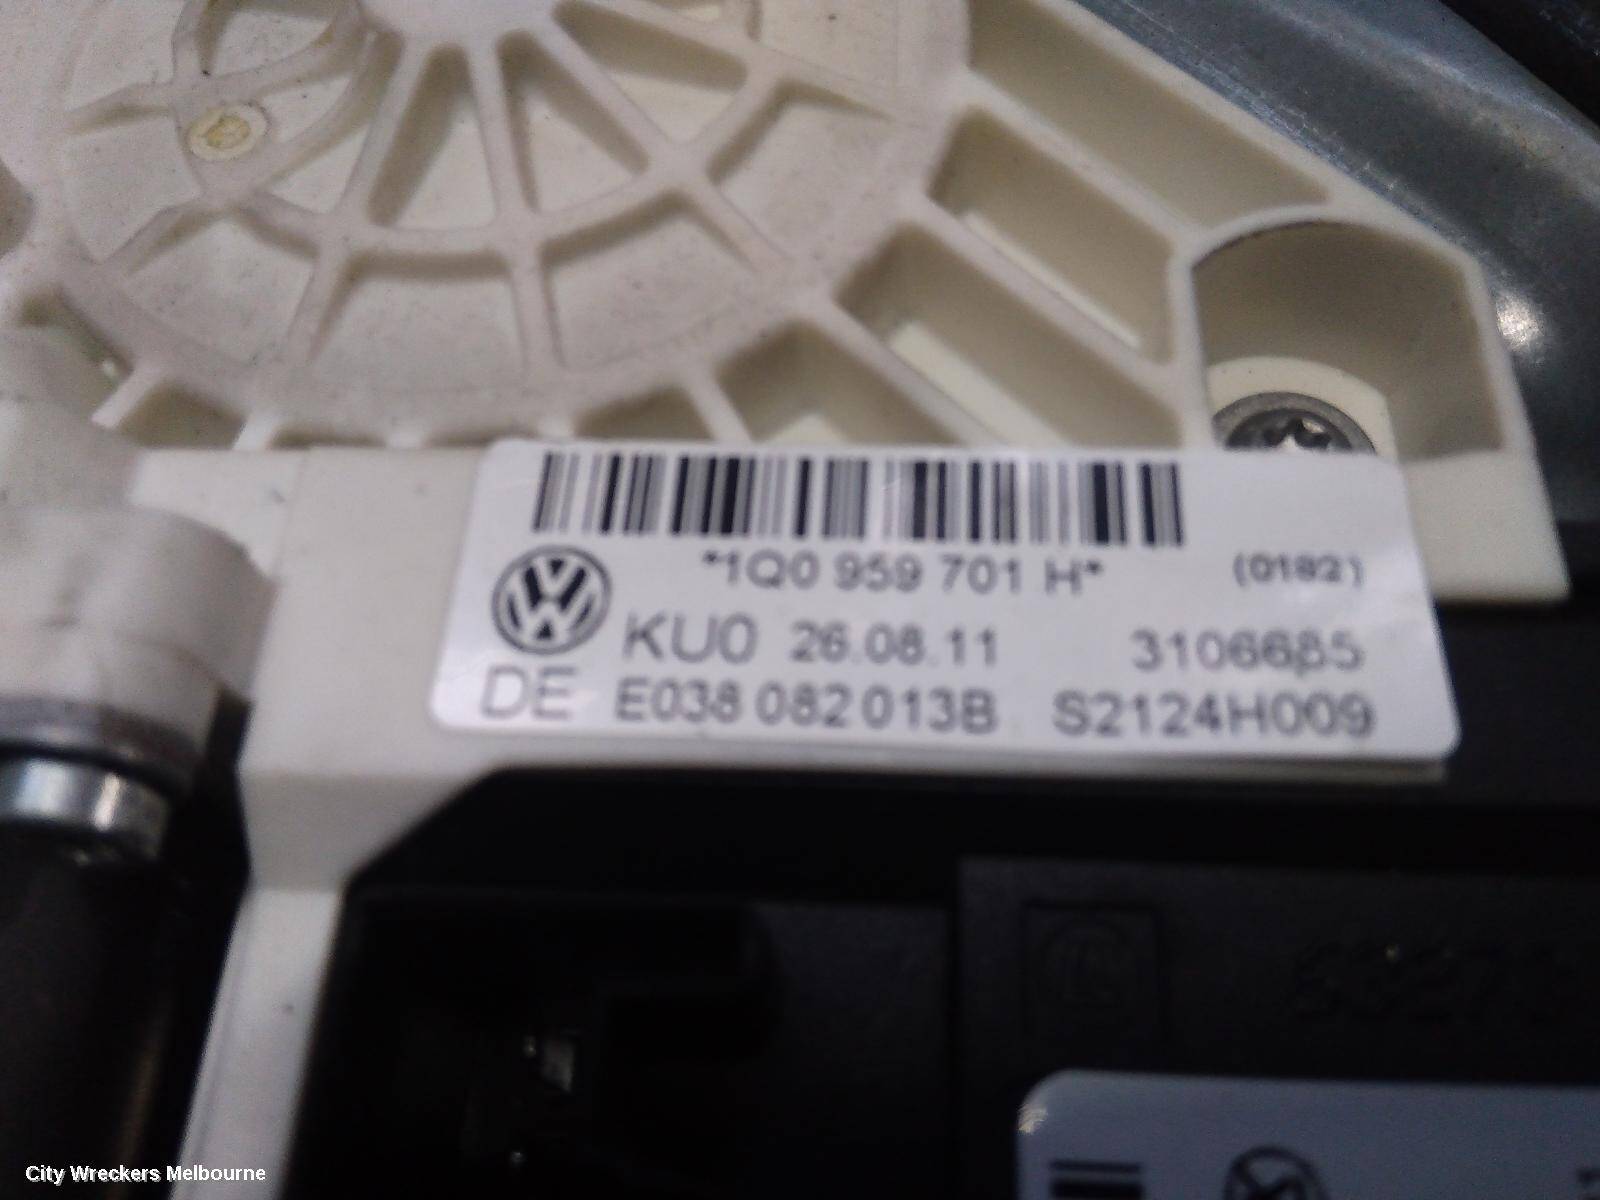 *1Q0 959 701 H* (0182)
KU0 26.08.11 3106685
DE E038 082 013B S2124H009
City Wreckers Melbourne